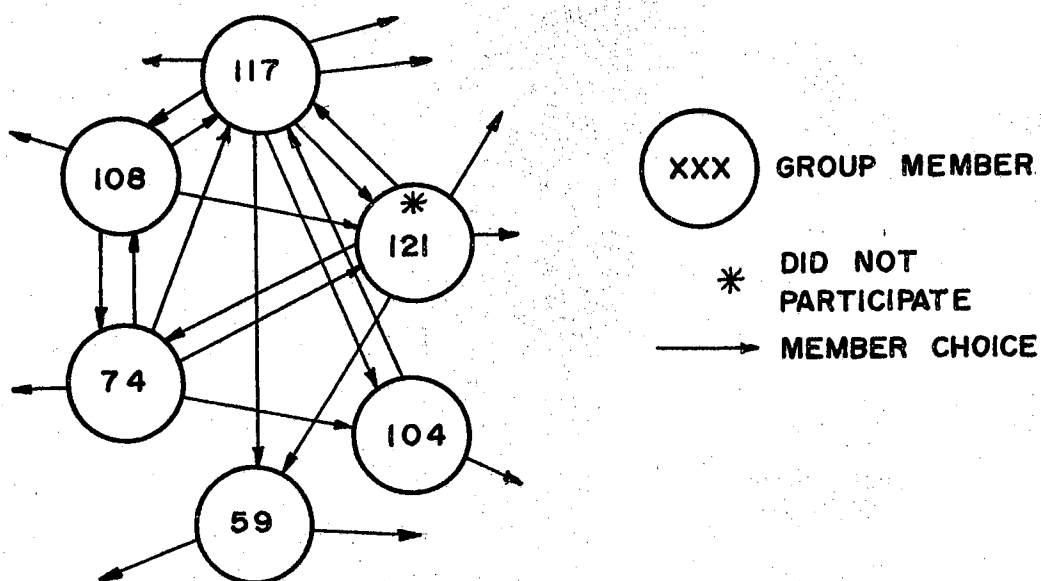 117
108
121
74
104
59
XXX GROUP MEMBER
DID NOT
PARTICIPATE
MEMBER CHOICE